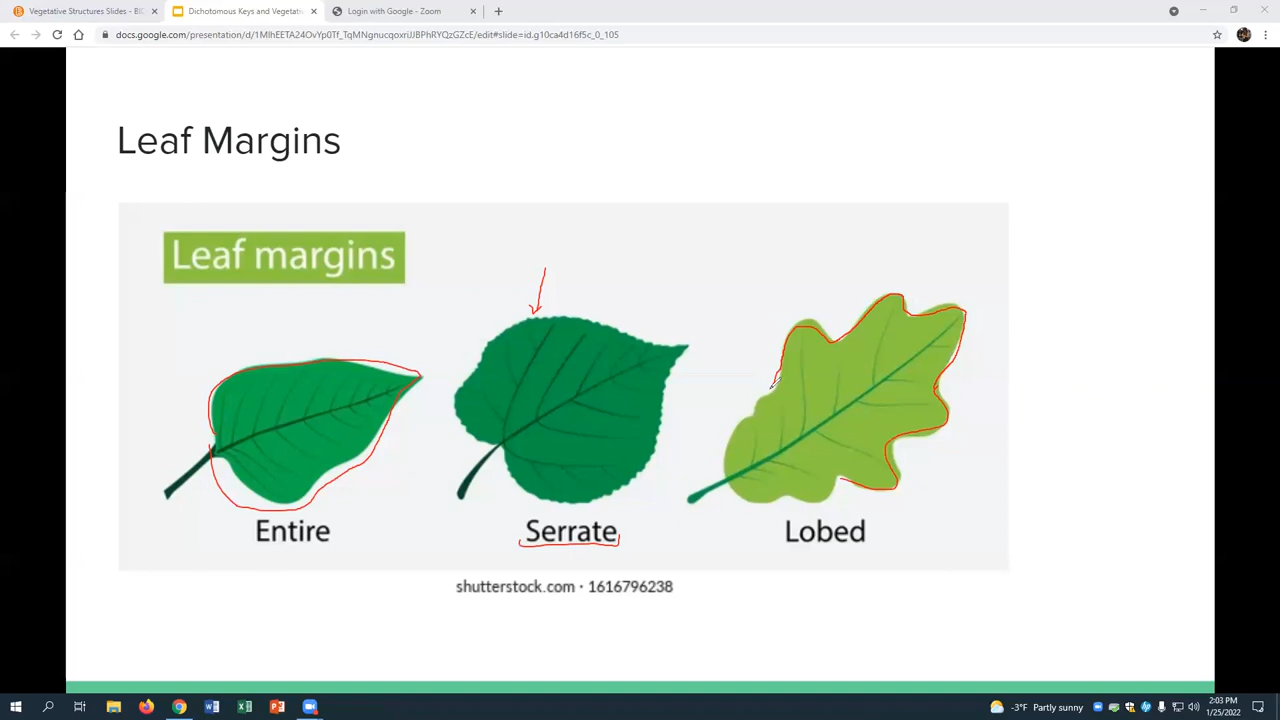 Vegetative Structures Slides - BI
Dichotomous Keys and Vegetati
Login with Google - Zoom
Leaf Margins
Leaf margins
Entire
Serrate
Lobed
shutterstock.com · 1616796238
-3°F Partly sunny
2:03 PM
1/25/2022